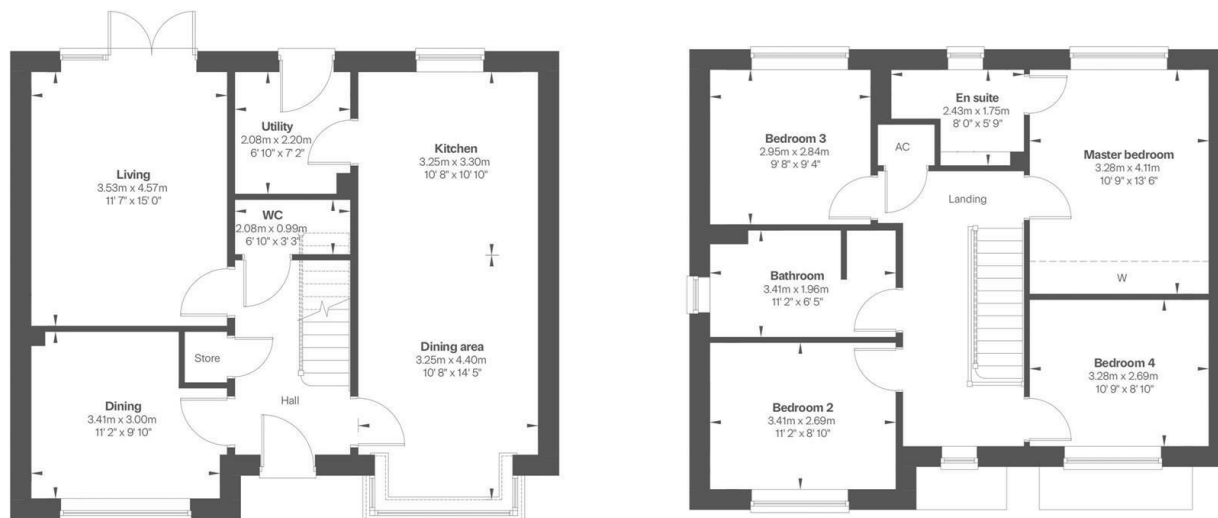 Living
3.53m x 4.57m
11' 7" x 15' 0"
Utility
2.08m x 2.20m
6' 10" x 7' 2"
Kitchen
3.25m x 3.30m
10' 8" x 10' 10"
WC
2.08m x 0.99m
6' 10" x 3' 3"
Store
Dining
3.41m x 3.00m
11' 2" x 9' 10"
Hall
Dining area
3.25m x 4.40m
10' 8" x 14' 5"
Bedroom 3
2.95m x 2.84m
9' 8" x 9' 4"
AC
En suite
2.43m x 1.75m
8' 0" x 5' 9"
Master bedroom
3.28m x 4.11m
10' 9" x 13' 6"
Landing
W
Bathroom
3.41m x 1.96m
11' 2" x 6' 5"
Bedroom 2
3.41m x 2.69m
11' 2" x 8' 10"
Bedroom 4
3.28m x 2.69m
10' 9" x 8' 10"